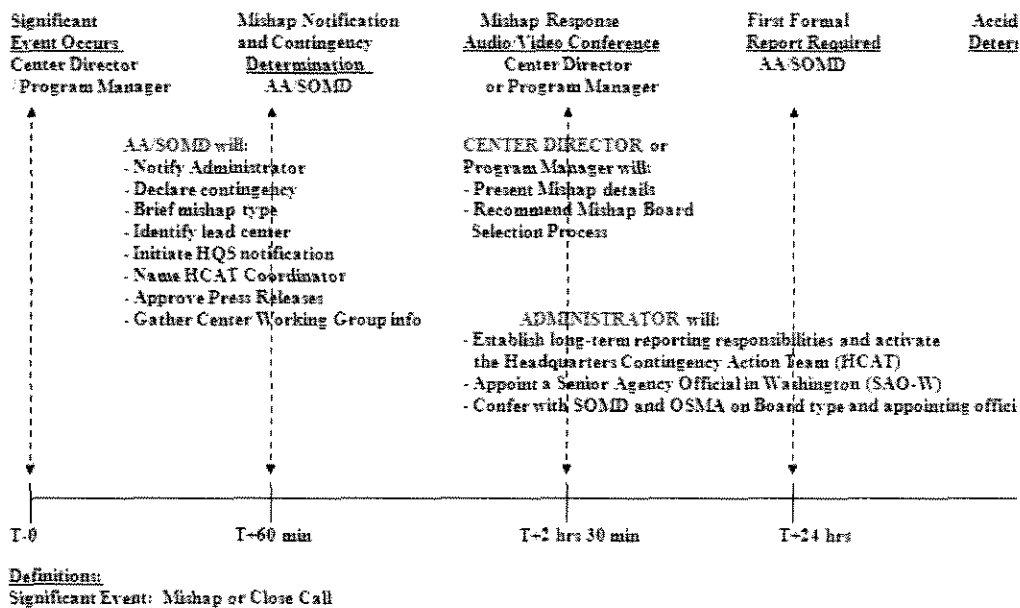 Significant
Event Occurs
Center Director
/Program Manager
Mishap Notification
and Contingency
Determination
AA/SOMD
Mishap Response
Audio/Video Conference
Center Director
or Program Manager
First Formal
Report Required
AA/SOMD
Accid
Deter
AA/SOMD will:
- Notify Administrator
- Declare contingency
- Brief mishap type
- Identify lead center
- Initiate HQS notification
- Name HCAT Coordinator
- Approve Press Releases
- Gather Center Working Group info
CENTER DIRECTOR or
Program Manager will:
- Present Mishap details
- Recommend Mishap Board
Selection Process
ADMINISTRATOR will:
- Establish long-term reporting responsibilities and activate
the Headquarters Contingency Action Team (HCAT)
- Appoint a Senior Agency Official in Washington (SAO-W)
- Confer with SOMD and OSMA on Board type and appointing offici
T-0
T+60 min
T+2 hrs 30 min
T+24 hrs
Definitions:
Significant Event: Mishap or Close Call